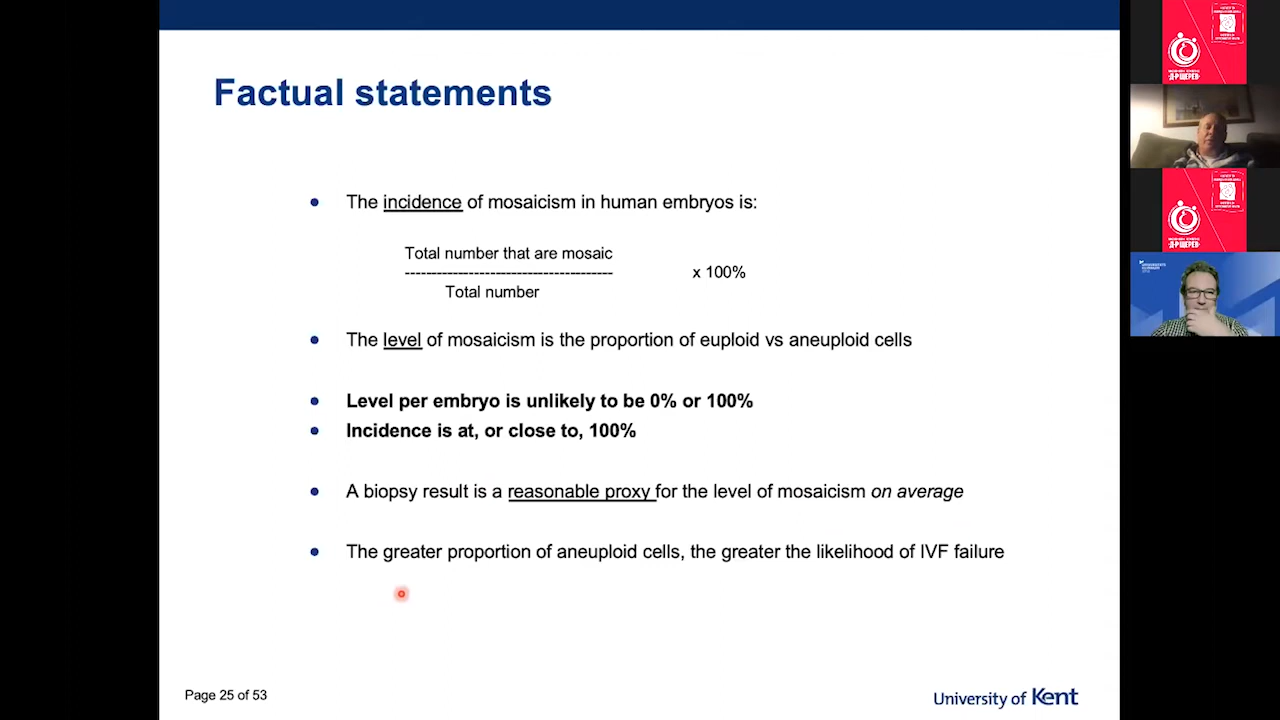 Factual statements
The incidence of mosaicism in human embryos is:
Total number that are mosaic
---------------------------------------
x 100%
Total number
The level of mosaicism is the proportion of euploid vs aneuploid cells
Level per embryo is unlikely to be 0% or 100%
Incidence is at, or close to, 100%
A biopsy result is a reasonable proxy for the level of mosaicism on average
The greater proportion of aneuploid cells, the greater the likelihood of IVF failure
Page 25 of 53
University of Kent